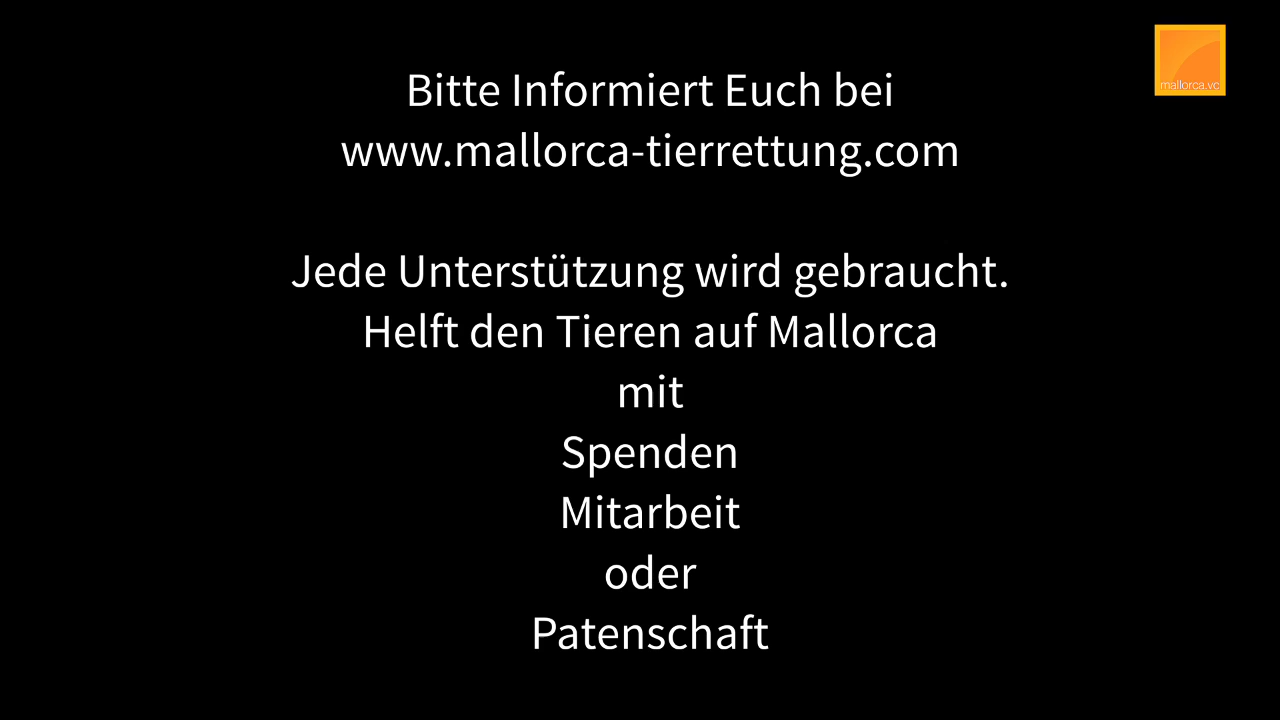 mallorca.vc
Bitte Informiert Euch bei
www.mallorca-tierrettung.com
Jede Unterstützung wird gebraucht.
Helft den Tieren auf Mallorca
mit
Spenden
Mitarbeit
oder
Patenschaft